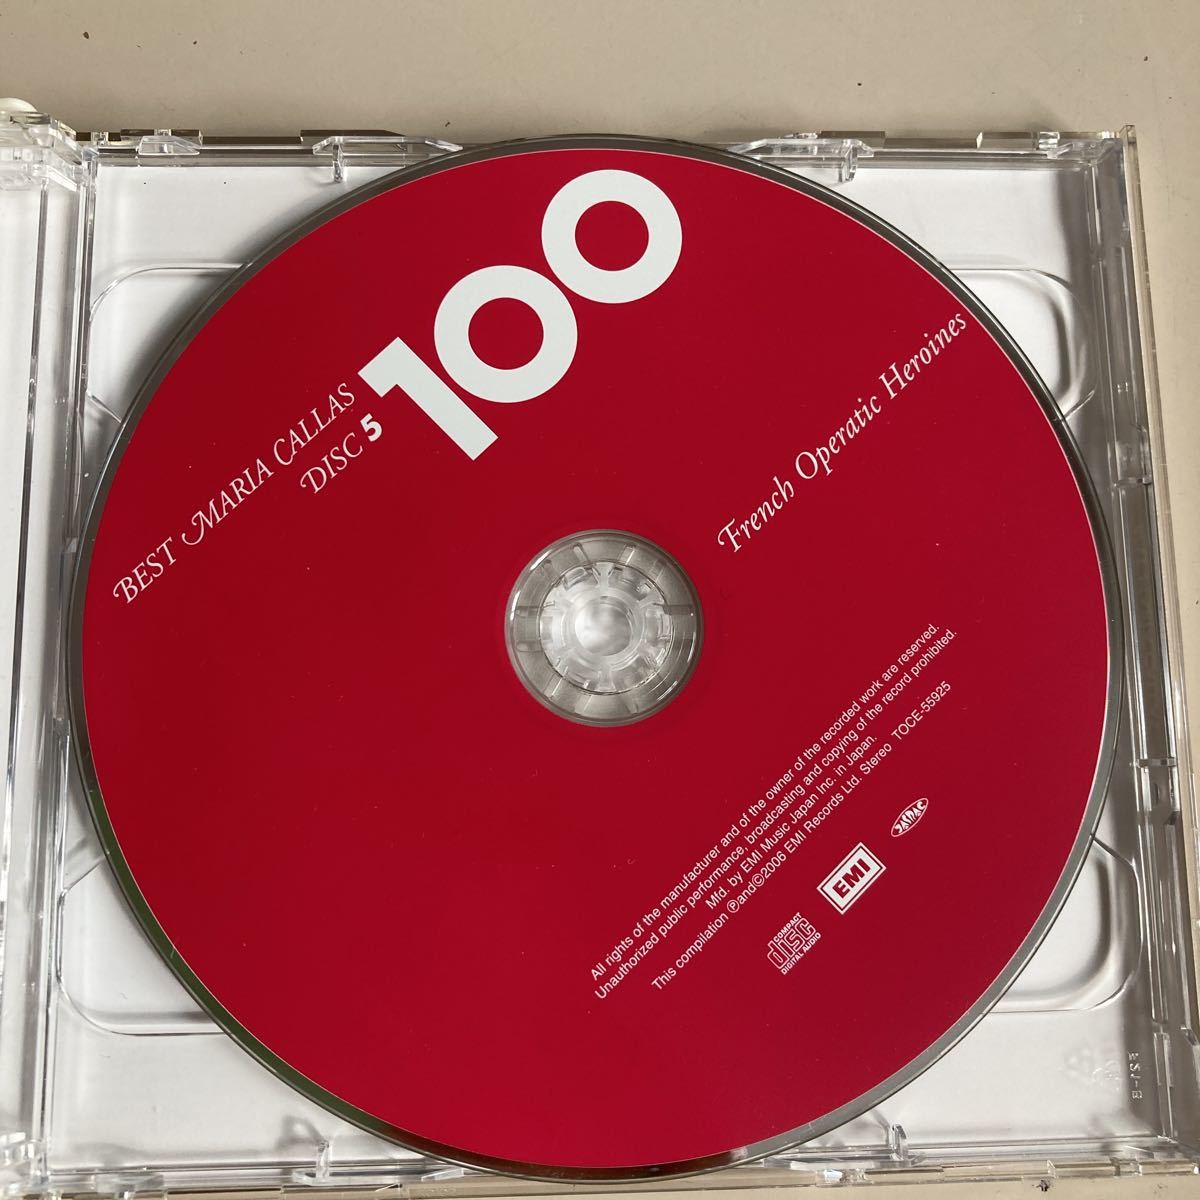 100
BEST MARIA CALLAS
DISC 5
French Operatic Heroines
All rights of the manufacturer and of the owner of the recorded work are reserved.
Unauthorized public performance, broadcasting and copying of the record prohibited.
Mfd. by EMI Music Japan Inc. in Japan.
This compilation ℗and©2006 EMI Records Ltd. Stereo TOCE-55925
JASRAC
EMI
COMPACT
disc
DIGITAL AUDIO